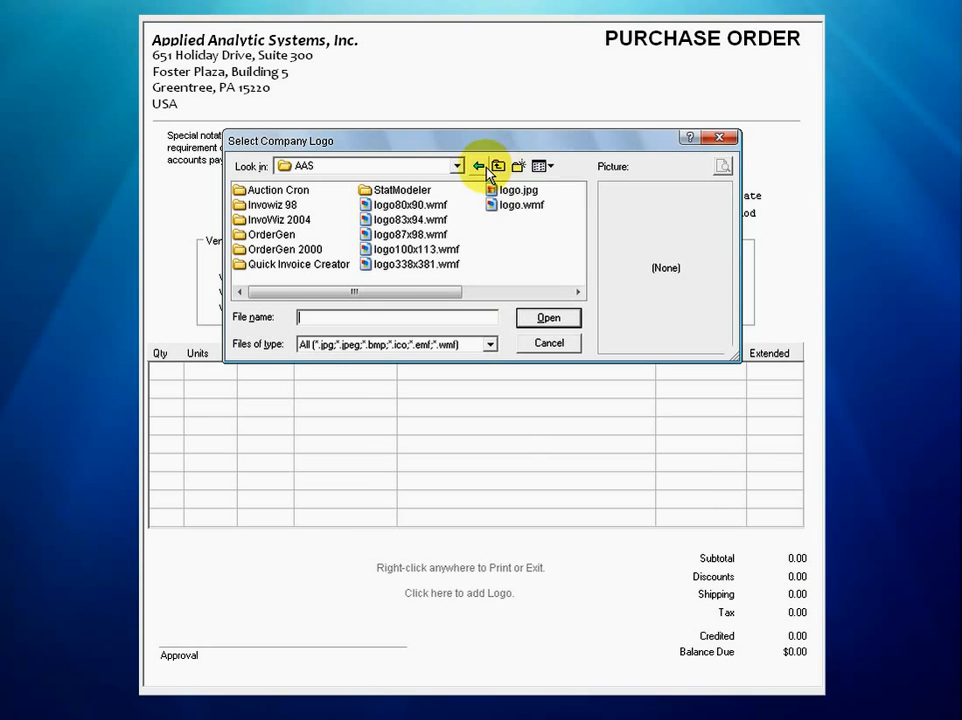 Applied Analytic Systems, Inc.
PURCHASE ORDER
651 Holiday Drive, Suite 300
Foster Plaza, Building 5
Greentree, PA 15220
USA
Special
requirement
accounts
Select Company Logo
Look in: AAS
Picture:
Auction Cron
StatModeler
logo.jpg
Invowiz 98
logo80x90.wmf
logo.wmf
InvoWiz 2004
logo83x94.wmf
OrderGen
logo87x98.wmf
OrderGen 2000
logo100x113.wmf
Quick Invoice Creator
logo338x381.wmf
(None)
File name:
Open
Files of type: All (*.jpg;*.jpeg;*.bmp;*.ico;*.emf;*.wmf)
Cancel
Qty Units Extended
Right-click anywhere to Print or Exit.
Click here to add Logo.
Subtotal 0.00
Discounts 0.00
Shipping 0.00
Tax 0.00
Credited 0.00
Balance Due $0.00
Approval